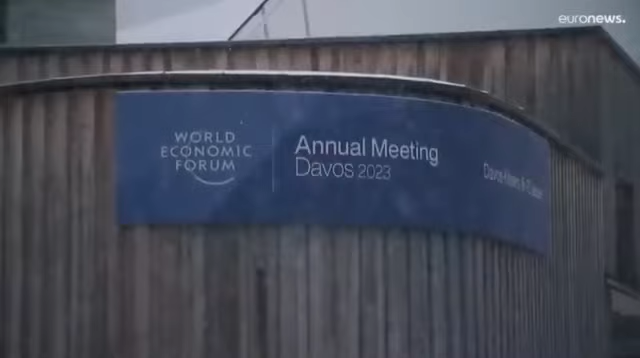 euronews.
WORLD
ECONOMIC
FORUM
Annual Meeting
Davos 2023